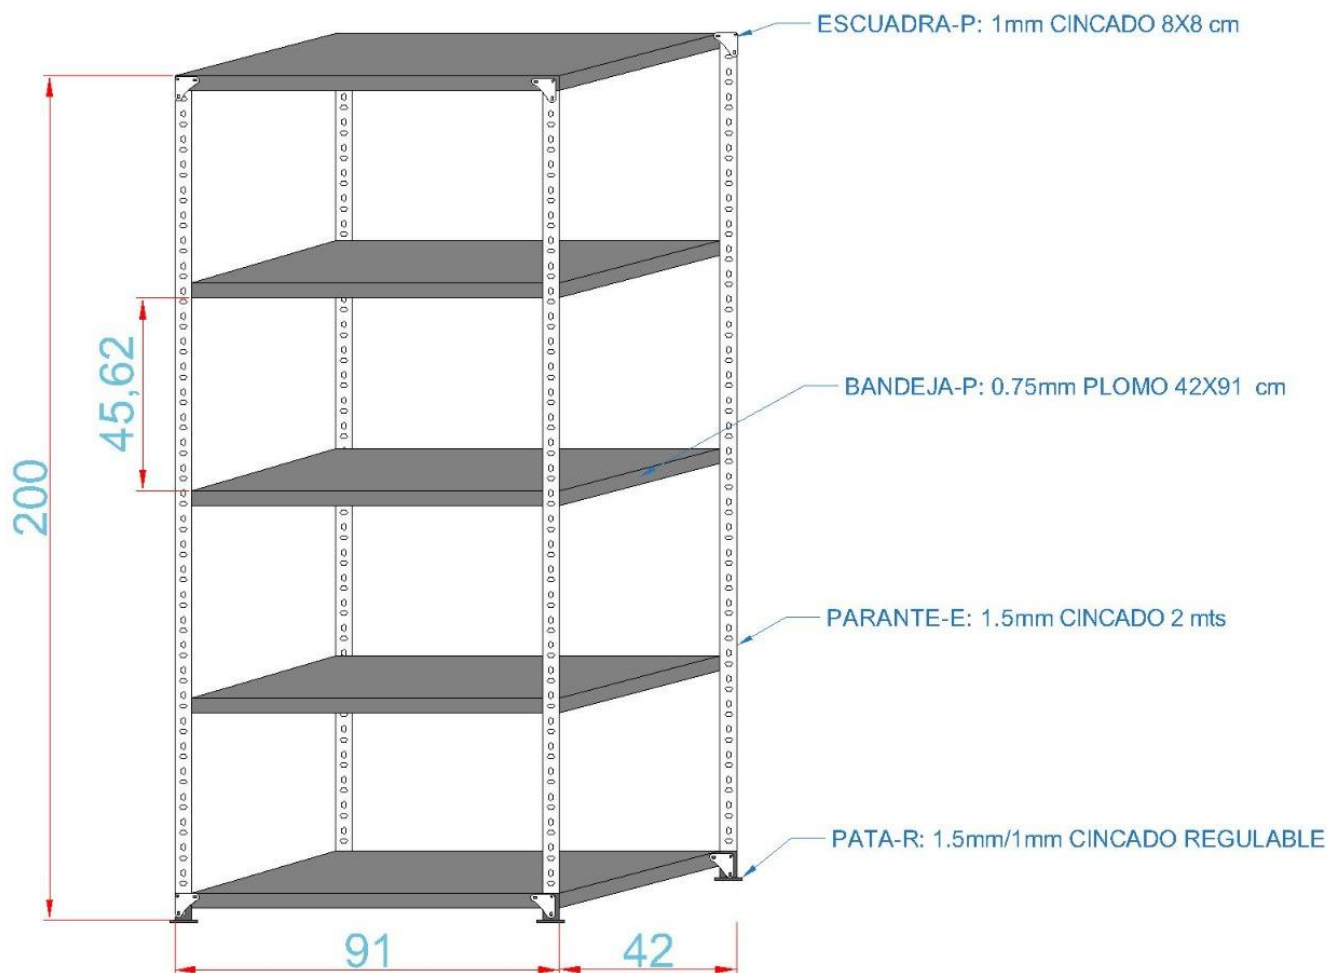 ESCUADRA-P: 1mm CINCADO 8X8 cm
45,62
BANDEJA-P: 0.75mm PLOMO 42X91 cm
200
PARANTE-E: 1.5mm CINCADO 2 mts
PATA-R: 1.5mm/1mm CINCADO REGULABLE
91
42